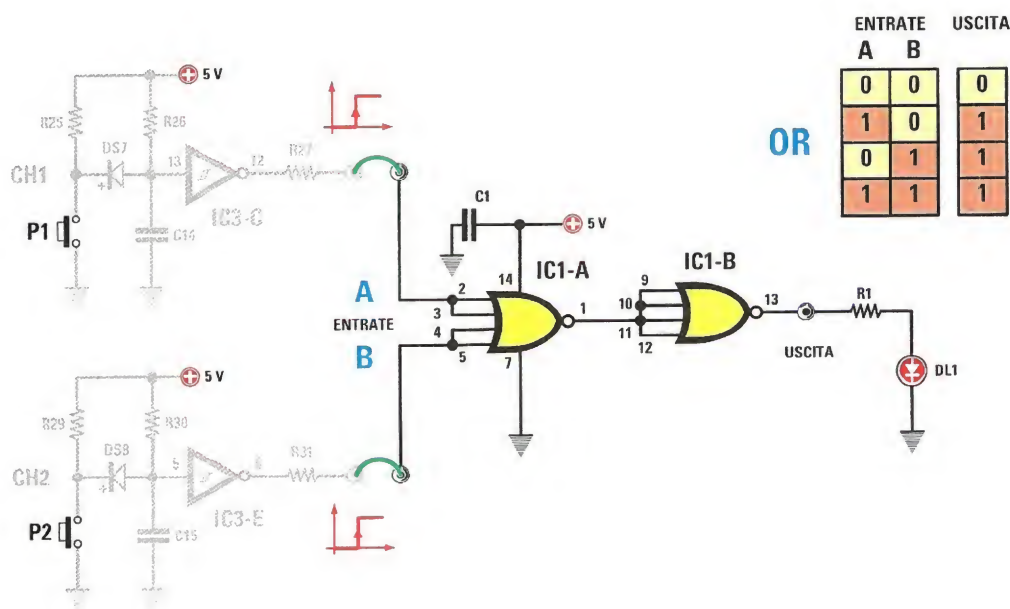 ENTRATE USCITA
A B
0 0 0
1 0 1
0 1 1
1 1 1
OR
5 V
R25
R26
DS7
+
13
12
R27
CH1
IC3-C
P1
C14
C1
5 V
14
IC1-A
IC1-B
A
ENTRATE
B
2
3
4
5
7
1
9
10
11
12
13
USCITA
R1
DL1
5 V
R29
R30
DS8
+
5
6
R31
CH2
IC3-E
P2
C15